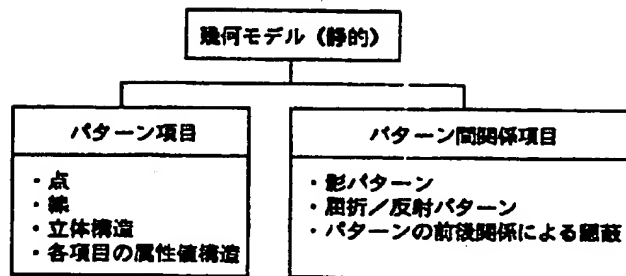 幾何モデル（静的）
パターン項目
・点
・線
・立体構造
・各項目の属性値構造
パターン間関係項目
・影パターン
・屈折／反射パターン
・パターンの前後関係による隠蔽